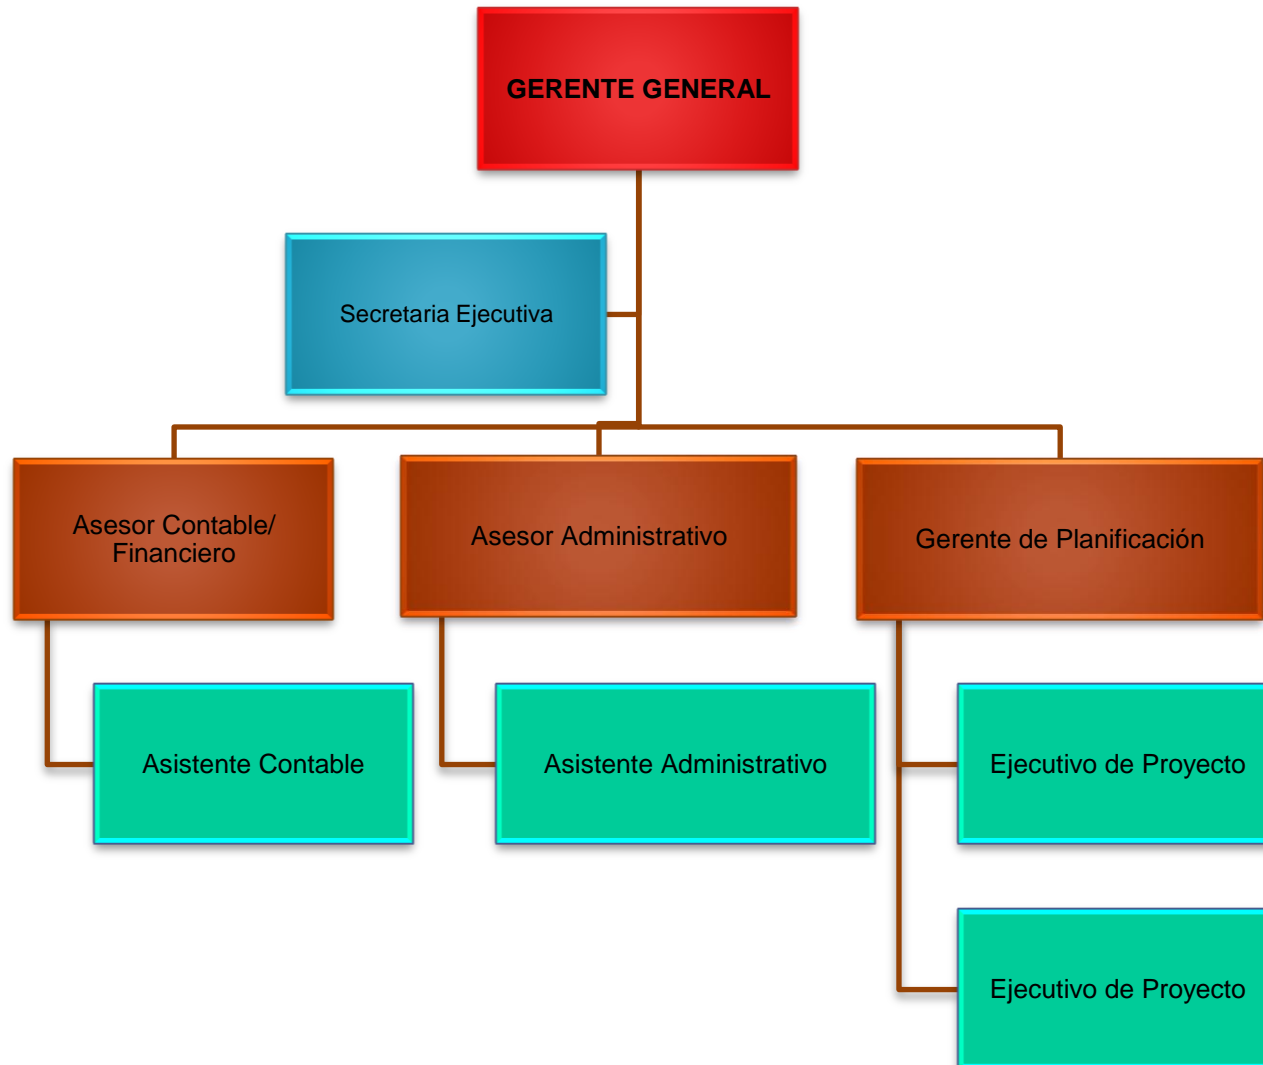 GERENTE GENERAL
Secretaria Ejecutiva
Asesor Contable/
Financiero
Asesor Administrativo
Gerente de Planificación
Asistente Contable
Asistente Administrativo
Ejecutivo de Proyecto
Ejecutivo de Proyecto